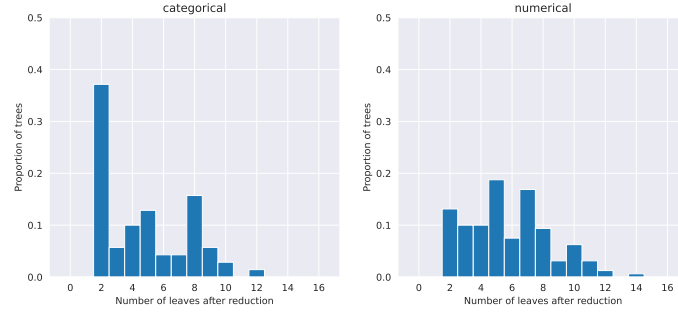 categorical
0.5
0.4
0.3
0.2
0.1
0.0
Proportion of trees
0 2 4 6 8 10 12 14 16
Number of leaves after reduction
numerical
0.5
0.4
0.3
0.2
0.1
0.0
Proportion of trees
0 2 4 6 8 10 12 14 16
Number of leaves after reduction